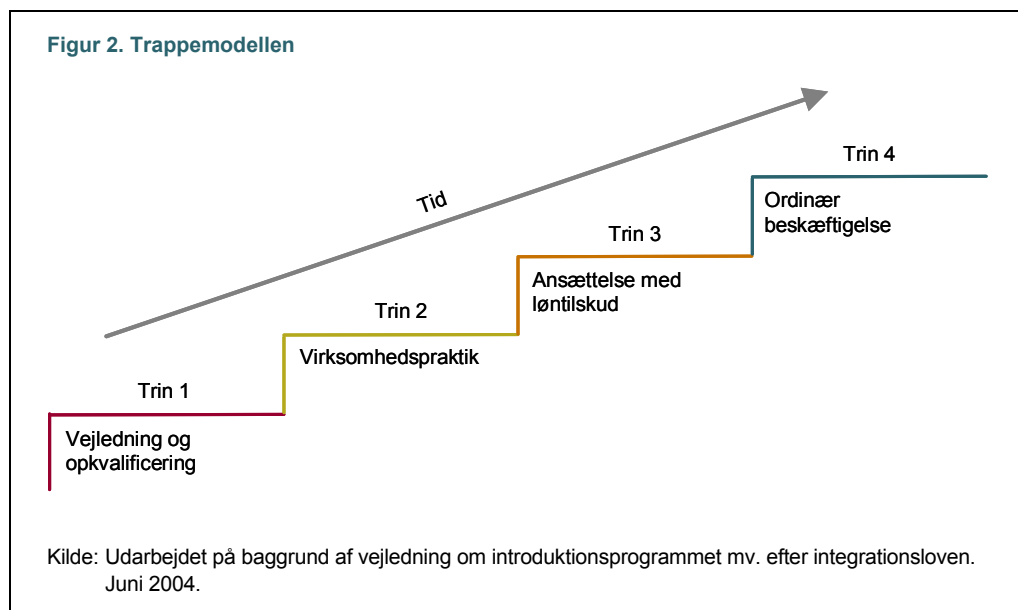 Figur 2. Trappemodellen
Trin 4
Tid
Ordinær
beskæftigelse
Trin 3
Ansættelse med
løntilskud
Trin 2
Virksomhedspraktik
Trin 1
Vejledning og
opkvalificering
Kilde: Udarbejdet på baggrund af vejledning om introduktionsprogrammet mv. efter integrationsloven.
Juni 2004.